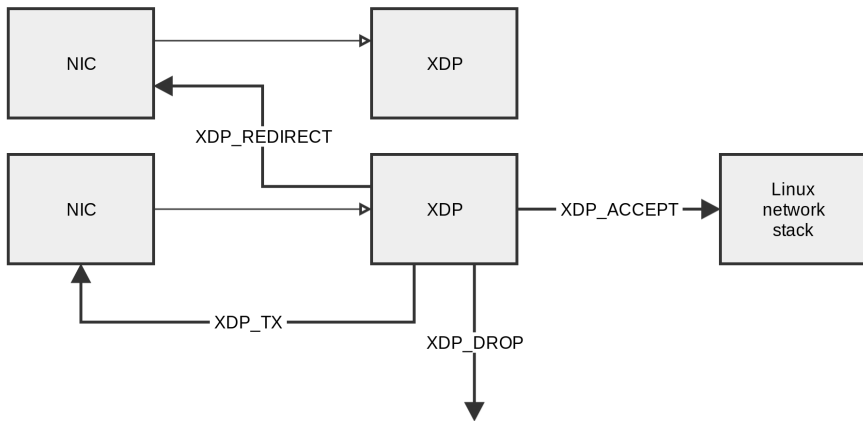 NIC
XDP
XDP_REDIRECT
NIC
XDP
XDP_ACCEPT
Linux
network
stack
XDP_TX
XDP_DROP